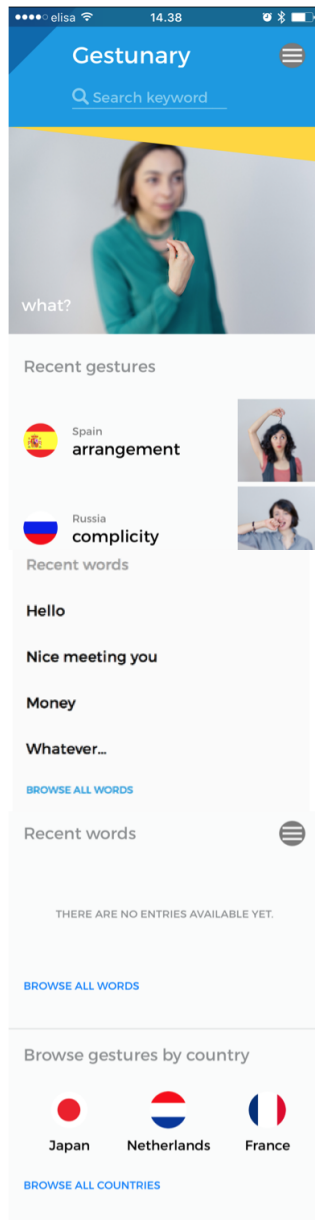 elisa 14.38
Gestunary
Search keyword
what?
Recent gestures
Spain
arrangement
Russia
complicity
Recent words
Hello
Nice meeting you
Money
Whatever...
BROWSE ALL WORDS
Recent words
THERE ARE NO ENTRIES AVAILABLE YET.
BROWSE ALL WORDS
Browse gestures by country
Japan Netherlands France
BROWSE ALL COUNTRIES